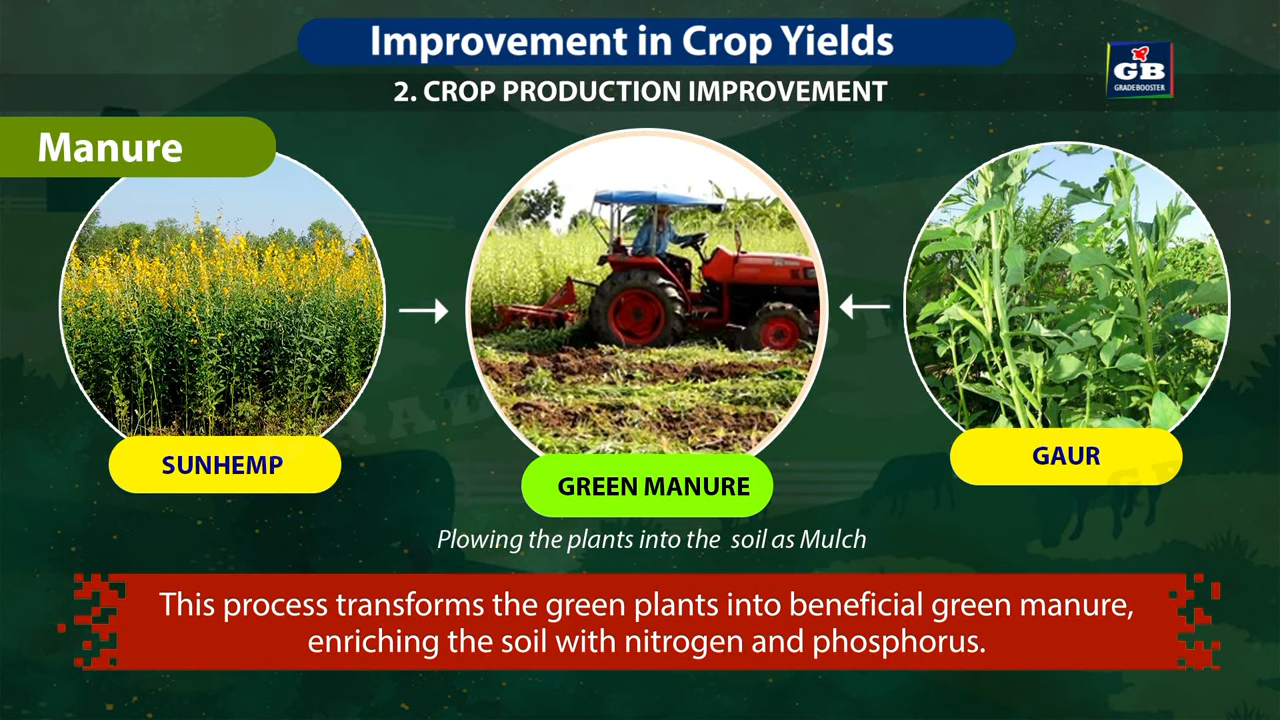 Improvement in Crop Yields
2. CROP PRODUCTION IMPROVEMENT
GB
GRADEBOOSTER
Manure
SUNHEMP
GREEN MANURE
GAUR
Plowing the plants into the soil as Mulch
This process transforms the green plants into beneficial green manure,
enriching the soil with nitrogen and phosphorus.